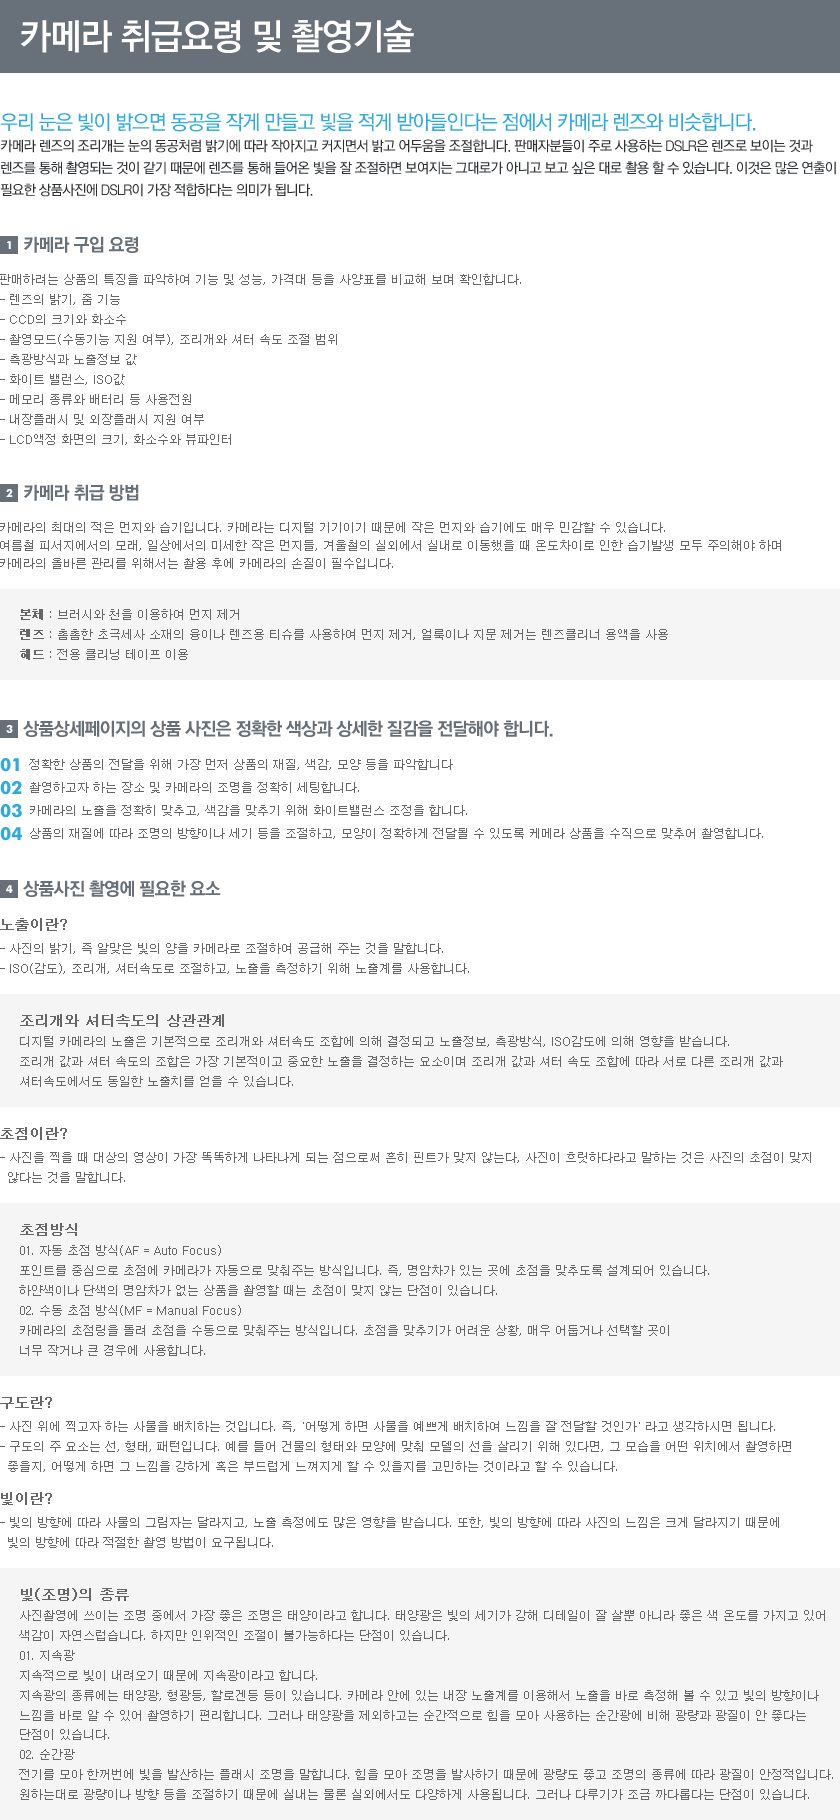 카메라 취급요령 및 촬영기술
우리 눈은 빛이 밝으면 동공을 작게 만들고 빛을 적게 받아들인다는 점에서 카메라 렌즈와 비슷합니다.
카메라 렌즈의 조리개는 눈의 동공처럼 밝기에 따라 작아지고 커지면서 밝고 어두움을 조절합니다. 판매자분들이 주로 사용하는 DSLR은 렌즈로 보이는 것과
렌즈를 통해 촬영되는 것이 같기 때문에 렌즈를 통해 들어온 빛을 잘 조절하면 보여지는 그대로가 아니고 보고 싶은 대로 촬용 할 수 있습니다. 이것은 많은 연출이
필요한 상품사진에 DSLR이 가장 적합하다는 의미가 됩니다.
1 카메라 구입 요령
판매하려는 상품의 특징을 파악하여 기능 및 성능, 가격대 등을 사양표를 비교해 보며 확인합니다.
- 렌즈의 밝기, 줌 기능
- CCD의 크기와 화소수
- 촬영모드(수동기능 지원 여부), 조리개와 셔터 속도 조절 범위
- 측광방식과 노출정보 값
- 화이트 밸런스, ISO값
- 메모리 종류와 배터리 등 사용전원
- 내장플래시 및 외장플래시 지원 여부
- LCD액정 화면의 크기, 화소수와 뷰파인터
2 카메라 취급 방법
카메라의 최대의 적은 먼지와 습기입니다. 카메라는 디지털 기기이기 때문에 작은 먼지와 습기에도 매우 민감할 수 있습니다.
여름철 피서지에서의 모래, 일상에서의 미세한 작은 먼지들, 겨울철의 실외에서 실내로 이동했을 때 온도차이로 인한 습기발생 모두 주의해야 하며
카메라의 올바른 관리를 위해서는 촬용 후에 카메라의 손질이 필수입니다.
본체 : 브러시와 천을 이용하여 먼지 제거
렌즈 : 촘촘한 초극세사 소재의 융이나 렌즈용 티슈를 사용하여 먼지 제거, 얼룩이나 지문 제거는 렌즈클리너 용액을 사용
헤드 : 전용 클리닝 테이프 이용
3 상품상세페이지의 상품 사진은 정확한 색상과 상세한 질감을 전달해야 합니다.
01 정확한 상품의 전달을 위해 가장 먼저 상품의 재질, 색감, 모양 등을 파악합니다
02 촬영하고자 하는 장소 및 카메라의 조명을 정확히 세팅합니다.
03 카메라의 노출을 정확히 맞추고, 색감을 맞추기 위해 화이트밸런스 조정을 합니다.
04 상품의 재질에 따라 조명의 방향이나 세기 등을 조절하고, 모양이 정확하게 전달될 수 있도록 케메라 상품을 수직으로 맞추어 촬영합니다.
4 상품사진 촬영에 필요한 요소
노출이란?
- 사진의 밝기, 즉 알맞은 빛의 양을 카메라로 조절하여 공급해 주는 것을 말합니다.
- ISO(감도), 조리개, 셔터속도로 조절하고, 노출을 측정하기 위해 노출계를 사용합니다.
조리개와 셔터속도의 상관관계
디지털 카메라의 노출은 기본적으로 조리개와 셔터속도 조합에 의해 결정되고 노출정보, 측광방식, ISO감도에 의해 영향을 받습니다.
조리개 값과 셔터 속도의 조합은 가장 기본적이고 중요한 노출을 결정하는 요소이며 조리개 값과 셔터 속도 조합에 따라 서로 다른 조리개 값과
셔터속도에서도 동일한 노출치를 얻을 수 있습니다.
초점이란?
- 사진을 찍을 때 대상의 영상이 가장 똑똑하게 나타나게 되는 점으로써 흔히 핀트가 맞지 않는다, 사진이 흐릿하다라고 말하는 것은 사진의 초점이 맞지
않다는 것을 말합니다.
초점방식
01. 자동 초점 방식(AF = Auto Focus)
포인트를 중심으로 초점에 카메라가 자동으로 맞춰주는 방식입니다. 즉, 명암차가 있는 곳에 초점을 맞추도록 설계되어 있습니다.
하얀색이나 단색의 명암차가 없는 상품을 촬영할 때는 초점이 맞지 않는 단점이 있습니다.
02. 수동 초점 방식(MF = Manual Focus)
카메라의 초점링을 돌려 초점을 수동으로 맞춰주는 방식입니다. 초점을 맞추기가 어려운 상황, 매우 어둡거나 선택할 곳이
너무 작거나 큰 경우에 사용합니다.
구도란?
- 사진 위에 찍고자 하는 사물을 배치하는 것입니다. 즉, '어떻게 하면 사물을 예쁘게 배치하여 느낌을 잘 전달할 것인가' 라고 생각하시면 됩니다.
- 구도의 주 요소는 선, 형태, 패턴입니다. 예를 들어 건물의 형태와 모양에 맞춰 모델의 선을 살리기 위해 있다면, 그 모습을 어떤 위치에서 촬영하면
좋을지, 어떻게 하면 그 느낌을 강하게 혹은 부드럽게 느껴지게 할 수 있을지를 고민하는 것이라고 할 수 있습니다.
빛이란?
- 빛의 방향에 따라 사물의 그림자는 달라지고, 노출 측정에도 많은 영향을 받습니다. 또한, 빛의 방향에 따라 사진의 느낌은 크게 달라지기 때문에
빛의 방향에 따라 적절한 촬영 방법이 요구됩니다.
빛(조명)의 종류
사진촬영에 쓰이는 조명 중에서 가장 좋은 조명은 태양이라고 합니다. 태양광은 빛의 세기가 강해 디테일이 잘 살뿐 아니라 좋은 색 온도를 가지고 있어
색감이 자연스럽습니다. 하지만 인위적인 조절이 불가능하다는 단점이 있습니다.
01. 지속광
지속적으로 빛이 내려오기 때문에 지속광이라고 합니다.
지속광의 종류에는 태양광, 형광등, 할로겐등 등이 있습니다. 카메라 안에 있는 내장 노출계를 이용해서 노출을 바로 측정해 볼 수 있고 빛의 방향이나
느낌을 바로 알 수 있어 촬영하기 편리합니다. 그러나 태양광을 제외하고는 순간적으로 힘을 모아 사용하는 순간광에 비해 광량과 광질이 안 좋다는
단점이 있습니다.
02. 순간광
전기를 모아 한꺼번에 빛을 발산하는 플래시 조명을 말합니다. 힘을 모아 조명을 발사하기 때문에 광량도 좋고 조명의 종류에 따라 광질이 안정적입니다.
원하는대로 광량이나 방향 등을 조절하기 때문에 실내는 물론 실외에서도 다양하게 사용됩니다. 그러나 다루기가 조금 까다롭다는 단점이 있습니다.